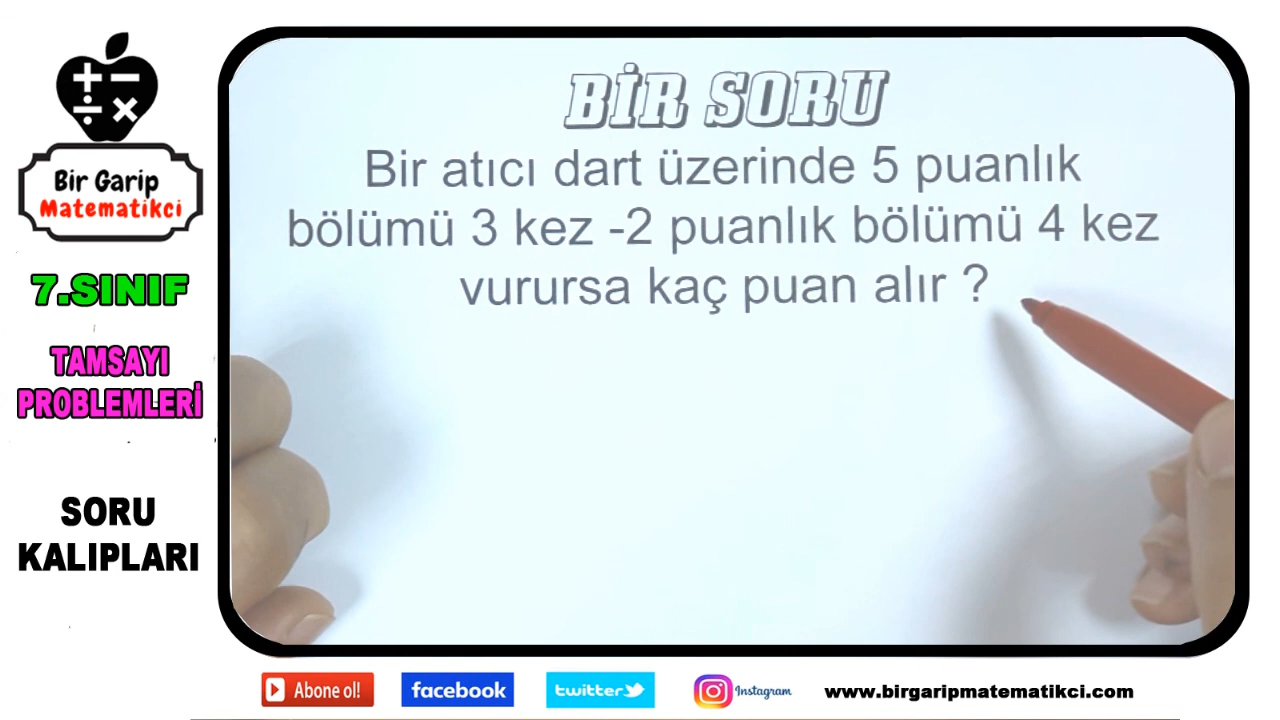 Bir Garip
Matematikci
7.SINIF
TAMSAYI
PROBLEMLERİ
SORU
KALIPLARI
BİR SORU
Bir atıcı dart üzerinde 5 puanlık
bölümü 3 kez -2 puanlık bölümü 4 kez
vurursa kaç puan alır ?
Abone ol!
facebook
twitter
Instagram
www.birgaripmatematikci.com